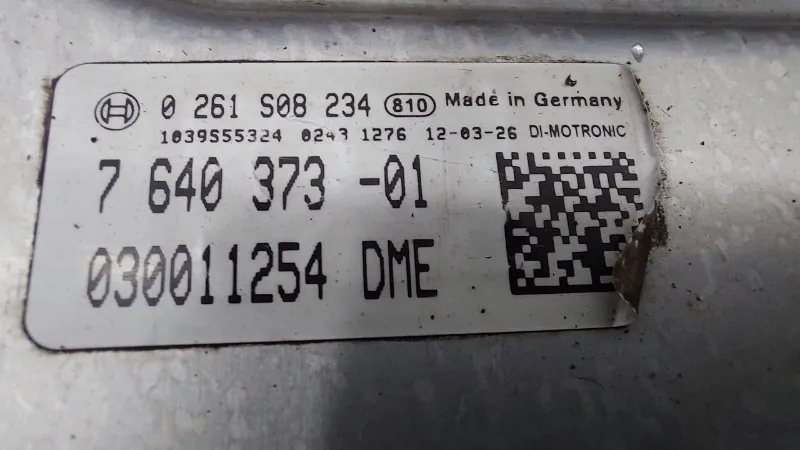 0 261 S08 234 810 Made in Germany
1039S55324 0243 1276 12-03-26 DI-MOTRONIC
7 640 373 -01
030011254 DME